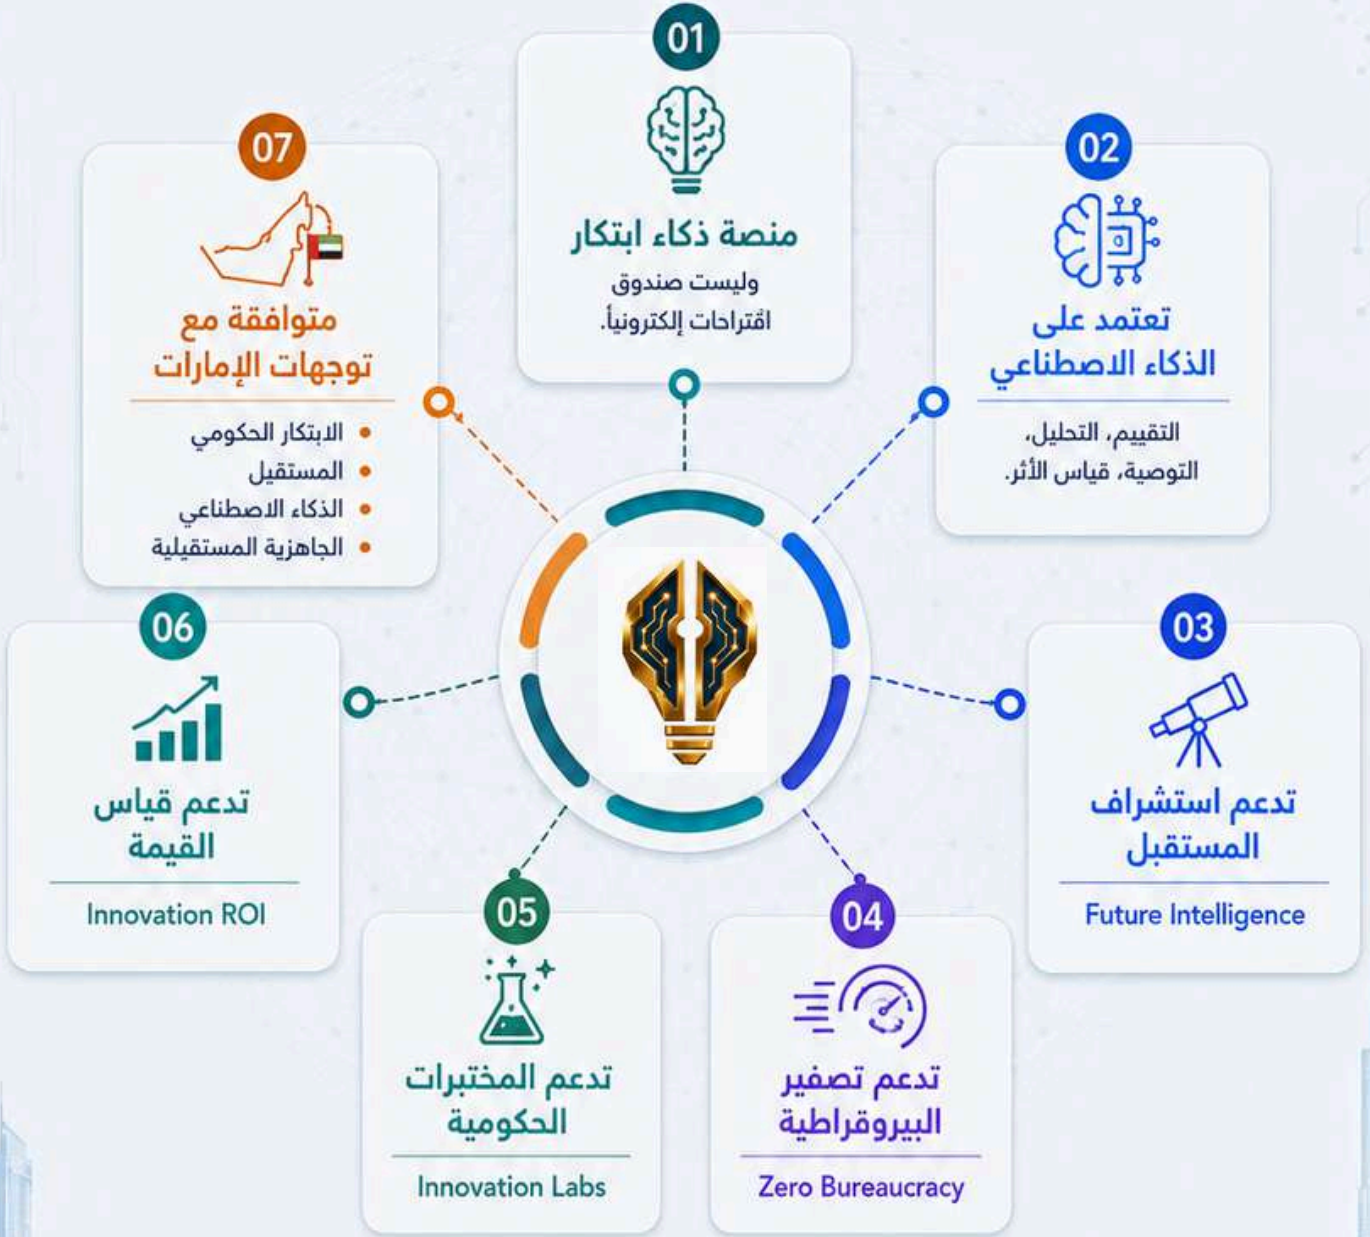 01
منصة ذكاء ابتكار
وليست صندوق
اقتراحات إلكترونياً.
02
تعتمد على
الذكاء الاصطناعي
التقييم، التحليل،
التوصية، قياس الأثر.
03
تدعم استشراف
المستقبل
Future Intelligence
04
تدعم تصفير
البيروقراطية
Zero Bureaucracy
05
تدعم المختبرات
الحكومية
Innovation Labs
06
تدعم قياس
القيمة
Innovation ROI
07
متوافقة مع
توجهات الإمارات
• الابتكار الحكومي
• المستقيل
• الذكاء الاصطناعي
• الجاهزية المستقيلية